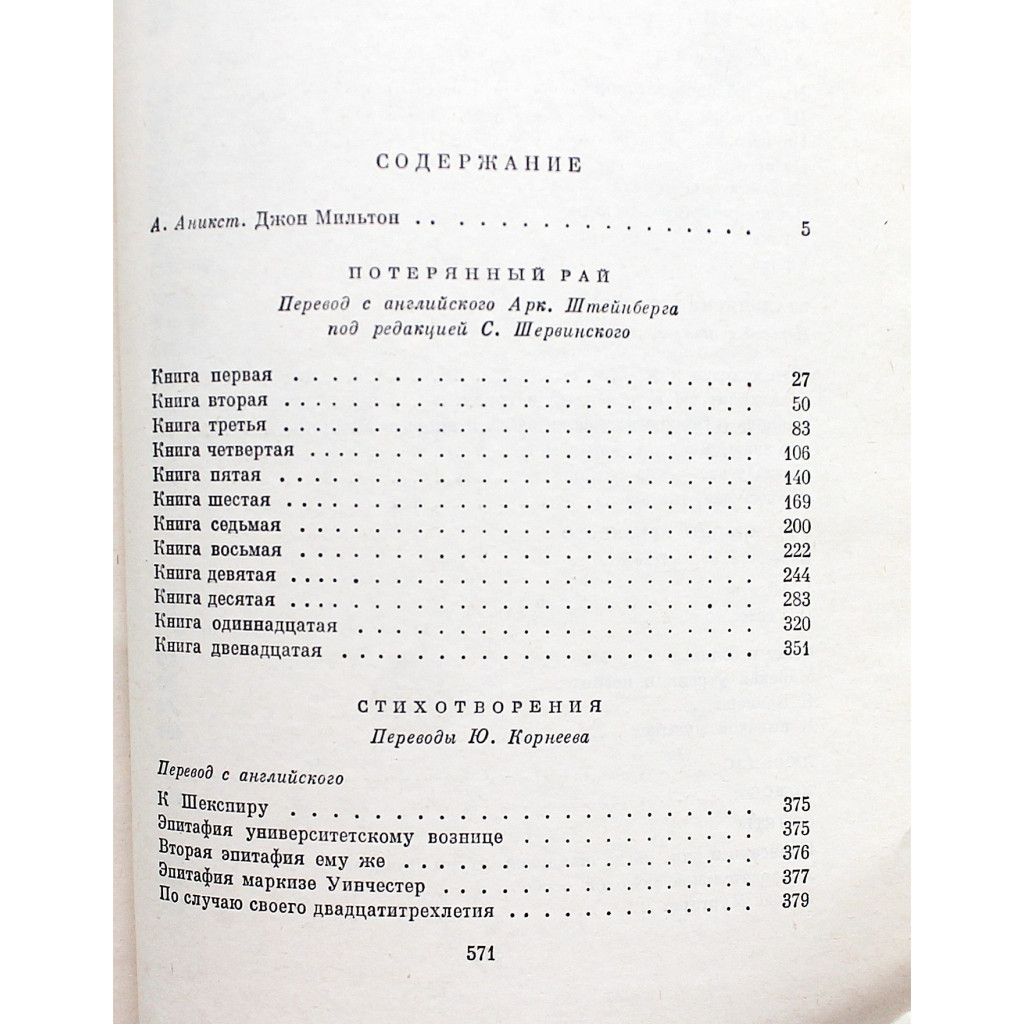 СОДЕРЖАНИЕ
А. Аникст. Джон Мильтон . . . . . . . . . . . . . . . . . 5
ПОТЕРЯННЫЙ РАЙ
Перевод с английского Арк. Штейнберга
под редакцией С. Шервинского
Книга первая . . . . . . . . . . . . . . . . . . . . 27
Книга вторая . . . . . . . . . . . . . . . . . . . . 50
Книга третья . . . . . . . . . . . . . . . . . . . . 83
Книга четвертая . . . . . . . . . . . . . . . . . . . 106
Книга пятая . . . . . . . . . . . . . . . . . . . . 140
Книга шестая . . . . . . . . . . . . . . . . . . . . 169
Книга седьмая . . . . . . . . . . . . . . . . . . . 200
Книга восьмая . . . . . . . . . . . . . . . . . . . 222
Книга девятая . . . . . . . . . . . . . . . . . . . 244
Книга десятая . . . . . . . . . . . . . . . . . . . 283
Книга одиннадцатая . . . . . . . . . . . . . . . . . 320
Книга двенадцатая . . . . . . . . . . . . . . . . . 351
СТИХОТВОРЕНИЯ
Переводы Ю. Корнеева
Перевод с английского
К Шекспиру . . . . . . . . . . . . . . . . . . . . 375
Эпитафия университетскому вознице . . . . . . . . . . 375
Вторая эпитафия ему же . . . . . . . . . . . . . . . 376
Эпитафия маркизе Уинчестер . . . . . . . . . . . . . 377
По случаю своего двадцатитрехлетия . . . . . . . . . . 379
571